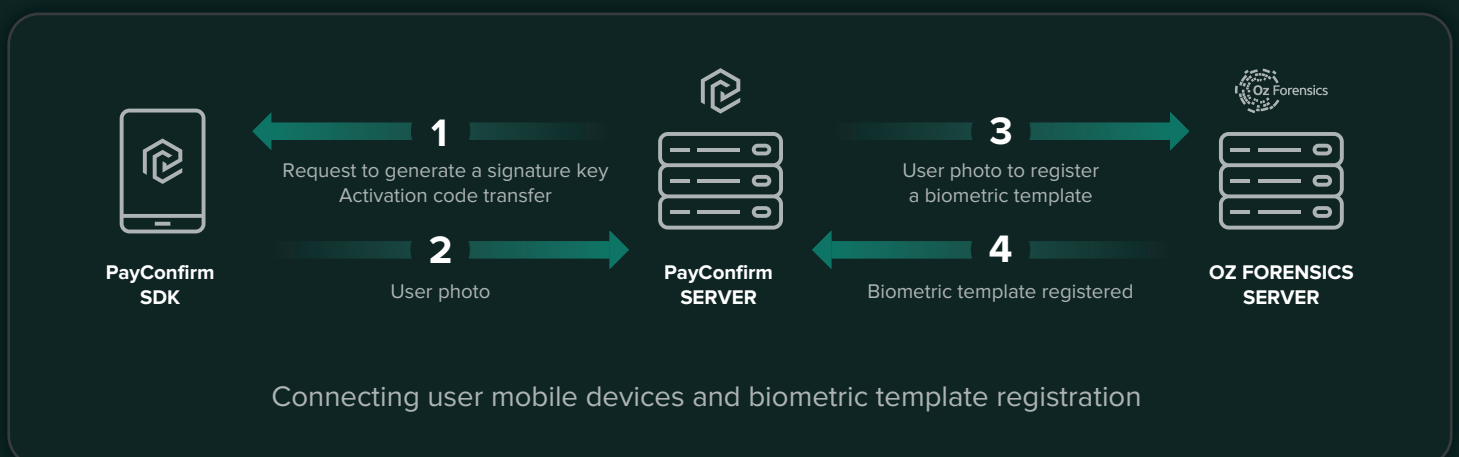 Oz Forensics
1
3
Request to generate a signature key
Activation code transfer
User photo to register
a biometric template
2
4
User photo
Biometric template registered
PayConfirm
SDK
PayConfirm
SERVER
OZ FORENSICS
SERVER
Connecting user mobile devices and biometric template registration